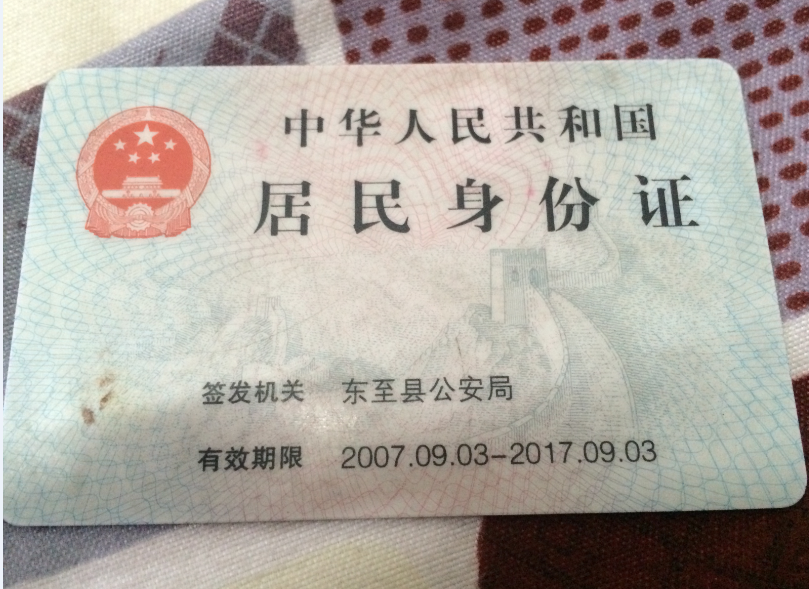 中华人民共和国
居民身份证
签发机关 东至县公安局
有效期限 2007.09.03-2017.09.03